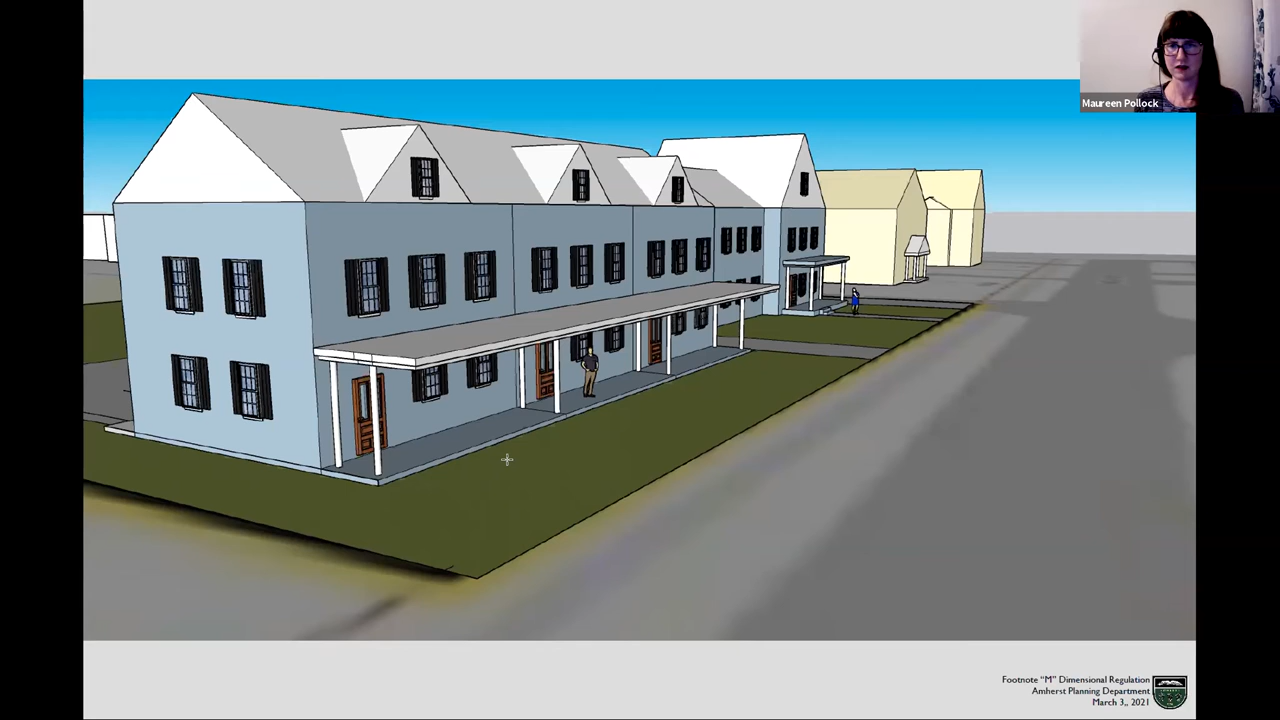 Maureen Pollock
Footnote "M" Dimensional Regulation
Amherst Planning Department
March 3,, 2021